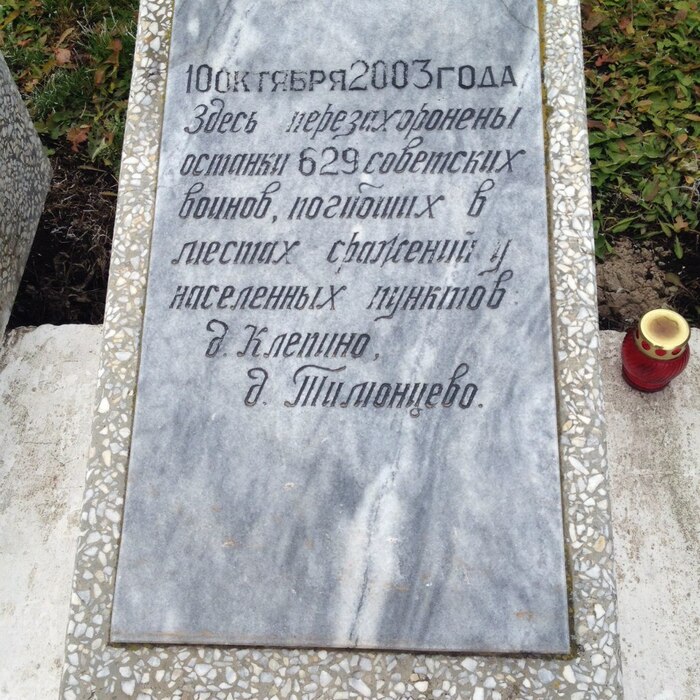 10 ОКТЯБРЯ 2003 ГОДА
Здесь перезахоронены
останки 629 советских
воинов, погибших в
местах сражений у
населенных пунктов
д. Клепино,
д. Тимонцево.